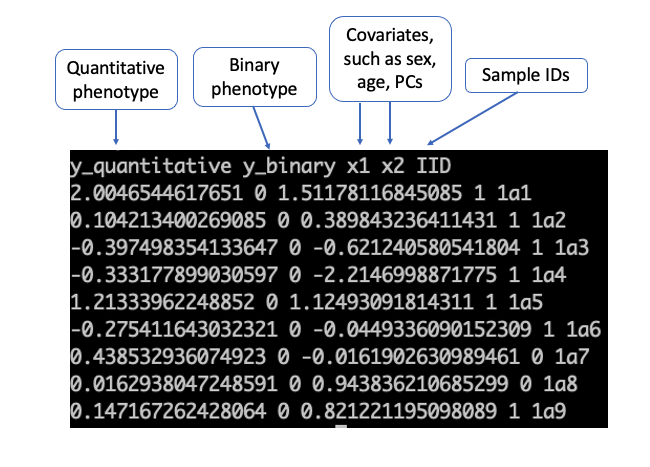 Quantitative
phenotype
Binary
phenotype
Covariates,
such as sex,
age, PCs
Sample IDs
y_quantitative y_binary x1 x2 IID
2.0046544617651 0 1.51178116845085 1 1a1
0.104213400269085 0 0.389843236411431 1 1a2
-0.397498354133647 0 -0.621240580541804 1 1a3
-0.333177899030597 0 -2.2146998871775 1 1a4
1.21333962248852 0 1.12493091814311 1 1a5
-0.275411643032321 0 -0.0449336090152309 1 1a6
0.438532936074923 0 -0.0161902630989461 0 1a7
0.0162938047248591 0 0.943836210685299 0 1a8
0.147167262428064 0 0.821221195098089 1 1a9